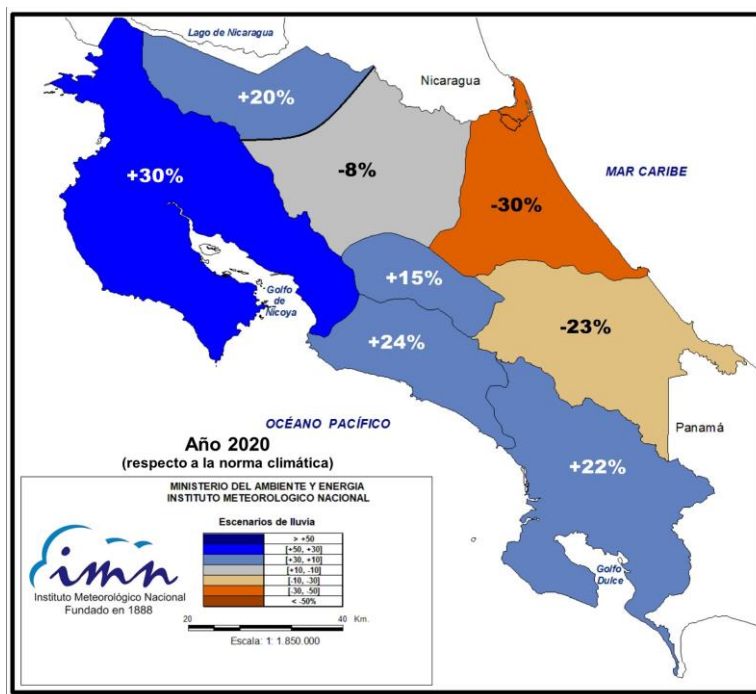 Lago de Nicaragua
Nicaragua
+20%
-8%
MAR CARIBE
+30%
-30%
+15%
Golfo
de
Nicoya
-23%
+24%
OCÉANO PACÍFICO
Panamá
Año 2020
(respecto a la norma climática)
+22%
MINISTERIO DEL AMBIENTE Y ENERGIA
INSTITUTO METEOROLOGICO NACIONAL
Escenarios de lluvia
> +50
[+50, +30]
[+30, +10]
[+10, -10]
[-10, -30]
[-30, -50]
< -50%
imn
Instituto Meteorológico Nacional
Fundado en 1888
Golfo
Dulce
20 40 Km.
Escala: 1: 1.850.000